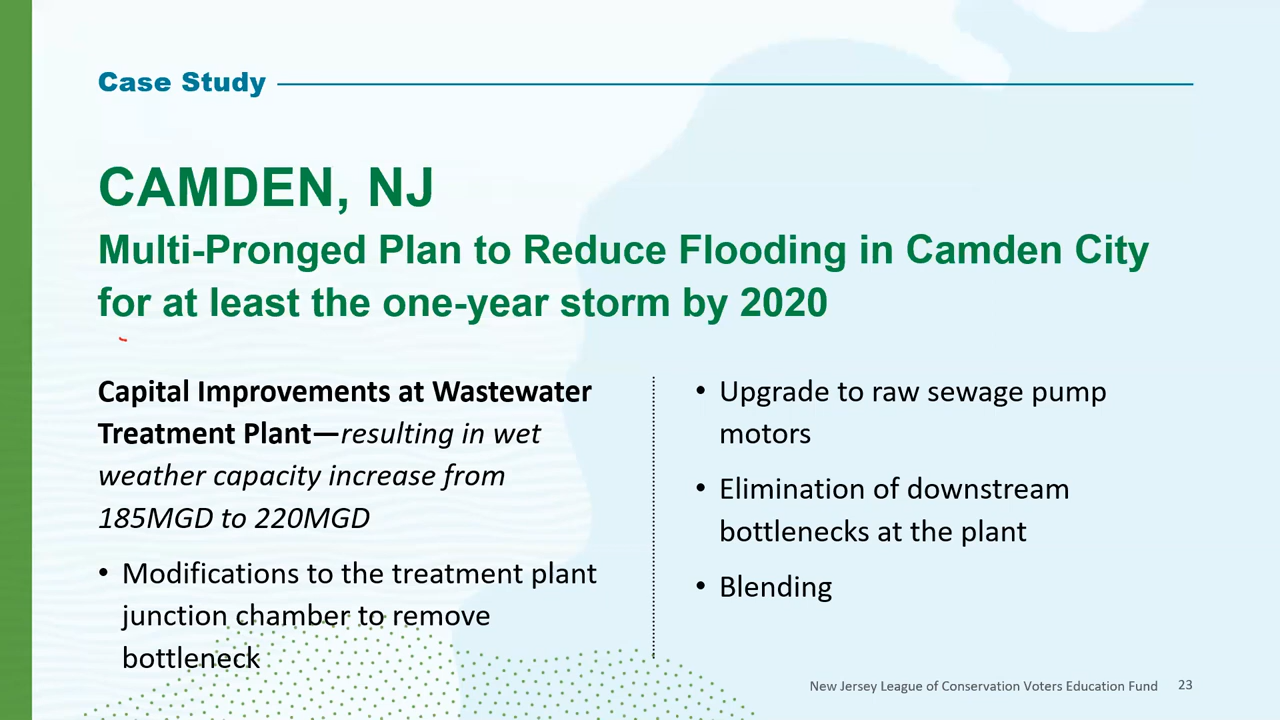 Case Study
CAMDEN, NJ
Multi-Pronged Plan to Reduce Flooding in Camden City
for at least the one-year storm by 2020
Capital Improvements at Wastewater
Treatment Plant—resulting in wet
weather capacity increase from
185MGD to 220MGD
• Modifications to the treatment plant
junction chamber to remove
bottleneck
• Upgrade to raw sewage pump
motors
• Elimination of downstream
bottlenecks at the plant
• Blending
New Jersey League of Conservation Voters Education Fund 23